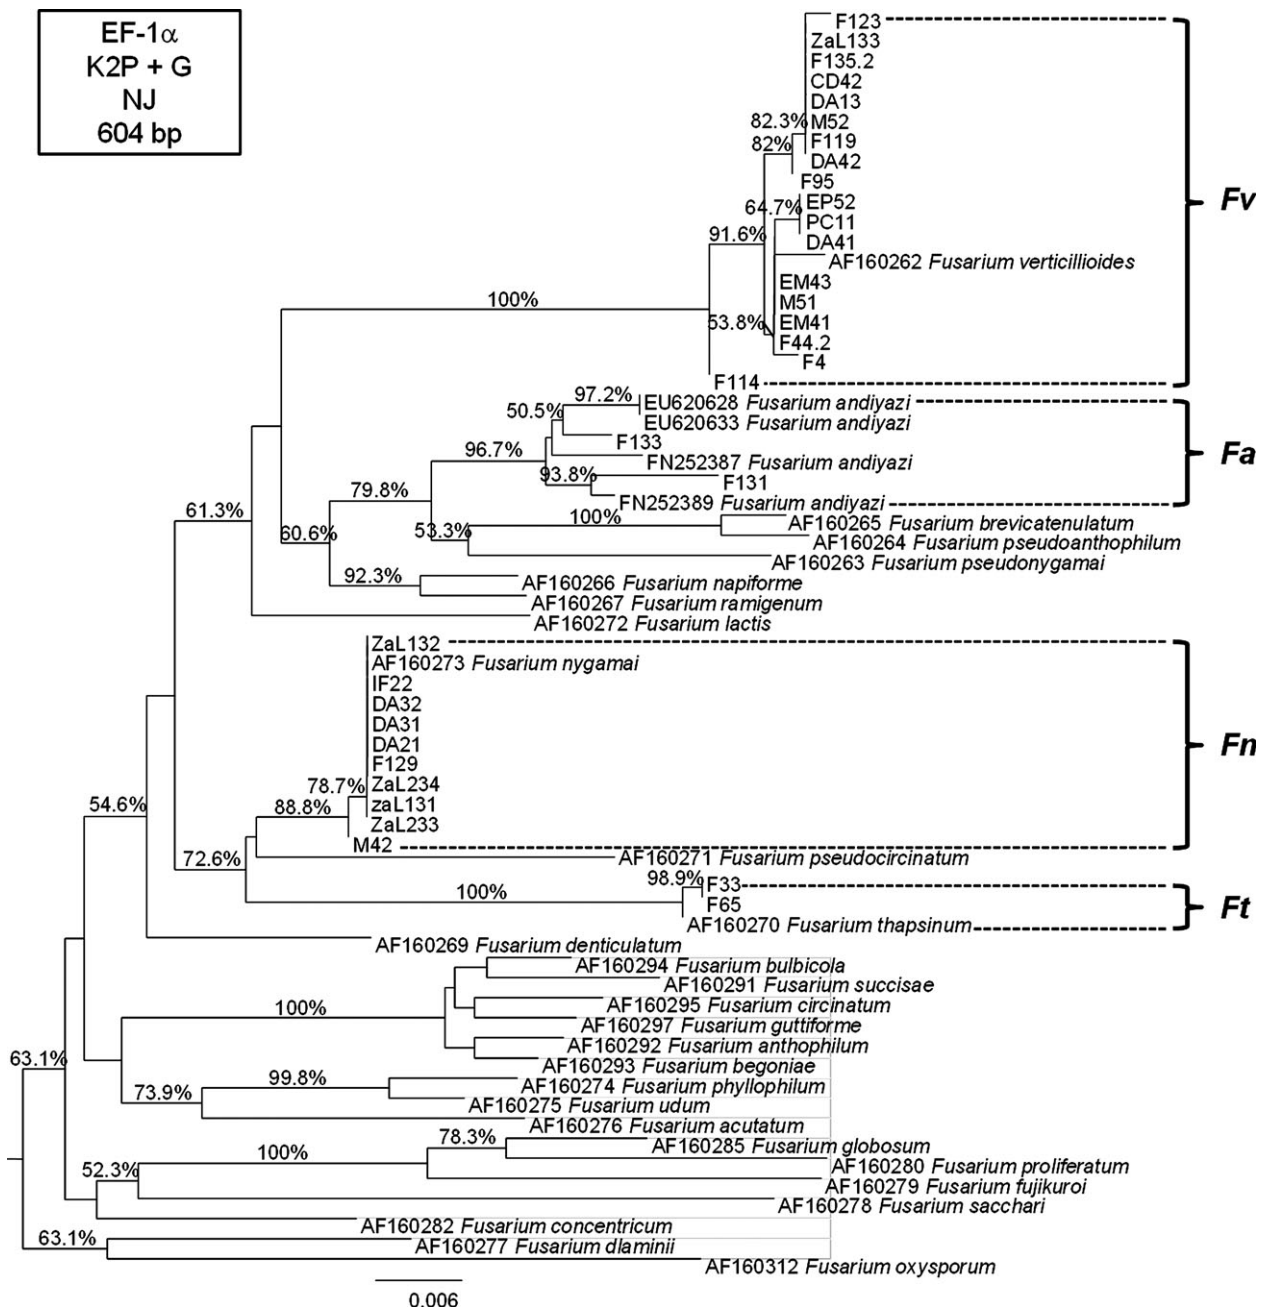 EF-1α
K2P + G
NJ
604 bp
F123
ZaL133
F135.2
CD42
DA13
82.3%
M52
82%
F119
DA42
F95
Fv
64.7%
EP52
PC11
91.6%
DA41
AF160262 Fusarium verticillioides
EM43
100%
M51
53.8%
EM41
F44.2
F4
F114
97.2%
EU620628 Fusarium andiyazi
50.5%
EU620633 Fusarium andiyazi
F133
96.7%
FN252387 Fusarium andiyazi
Fa
93.8%
F131
79.8%
FN252389 Fusarium andiyazi
61.3%
100%
AF160265 Fusarium brevicatenulatum
60.6%
53.3%
AF160264 Fusarium pseudoanthophilum
AF160263 Fusarium pseudonygamai
92.3%
AF160266 Fusarium napiforme
AF160267 Fusarium ramigenum
AF160272 Fusarium lactis
ZaL132
AF160273 Fusarium nygamai
IF22
DA32
DA31
DA21
Fn
F129
78.7%
ZaL234
54.6%
88.8%
zaL131
ZaL233
M42
72.6%
AF160271 Fusarium pseudocircinatum
98.9%
F33
100%
F65
Ft
AF160270 Fusarium thapsinum
AF160269 Fusarium denticulatum
AF160294 Fusarium bulbicola
AF160291 Fusarium succisae
100%
AF160295 Fusarium circinatum
AF160297 Fusarium guttiforme
AF160292 Fusarium anthophilum
63.1%
AF160293 Fusarium begoniae
99.8%
AF160274 Fusarium phyllophilum
73.9%
AF160275 Fusarium udum
AF160276 Fusarium acutatum
78.3%
AF160285 Fusarium globosum
100%
AF160280 Fusarium proliferatum
52.3%
AF160279 Fusarium fujikuroi
AF160278 Fusarium sacchari
AF160282 Fusarium concentricum
63.1%
AF160277 Fusarium dlaminii
AF160312 Fusarium oxysporum
0.006